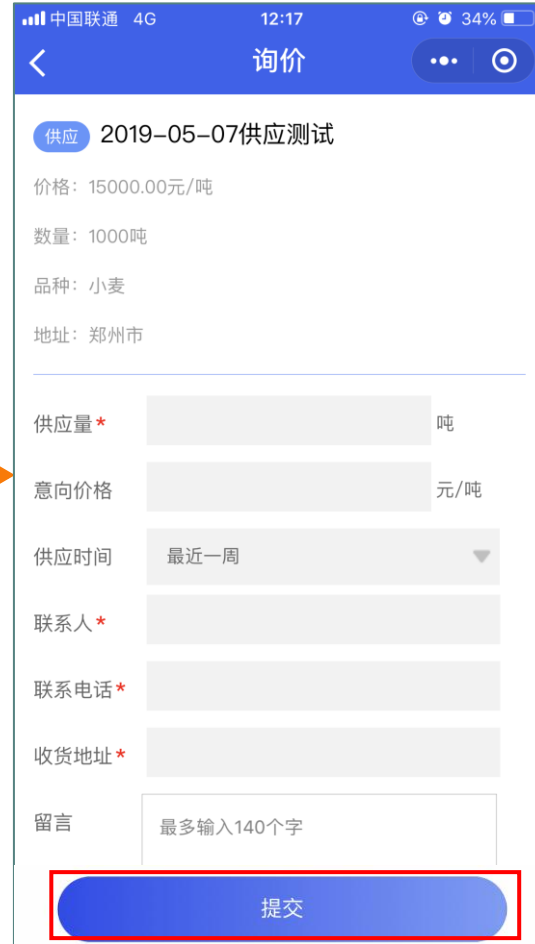 中国联通 4G 12:17 34%
询价
供应 2019-05-07供应测试
价格：15000.00元/吨
数量：1000吨
品种：小麦
地址：郑州市
供应量* 吨
意向价格 元/吨
供应时间 最近一周
联系人*
联系电话*
收货地址*
留言 最多输入140个字
提交